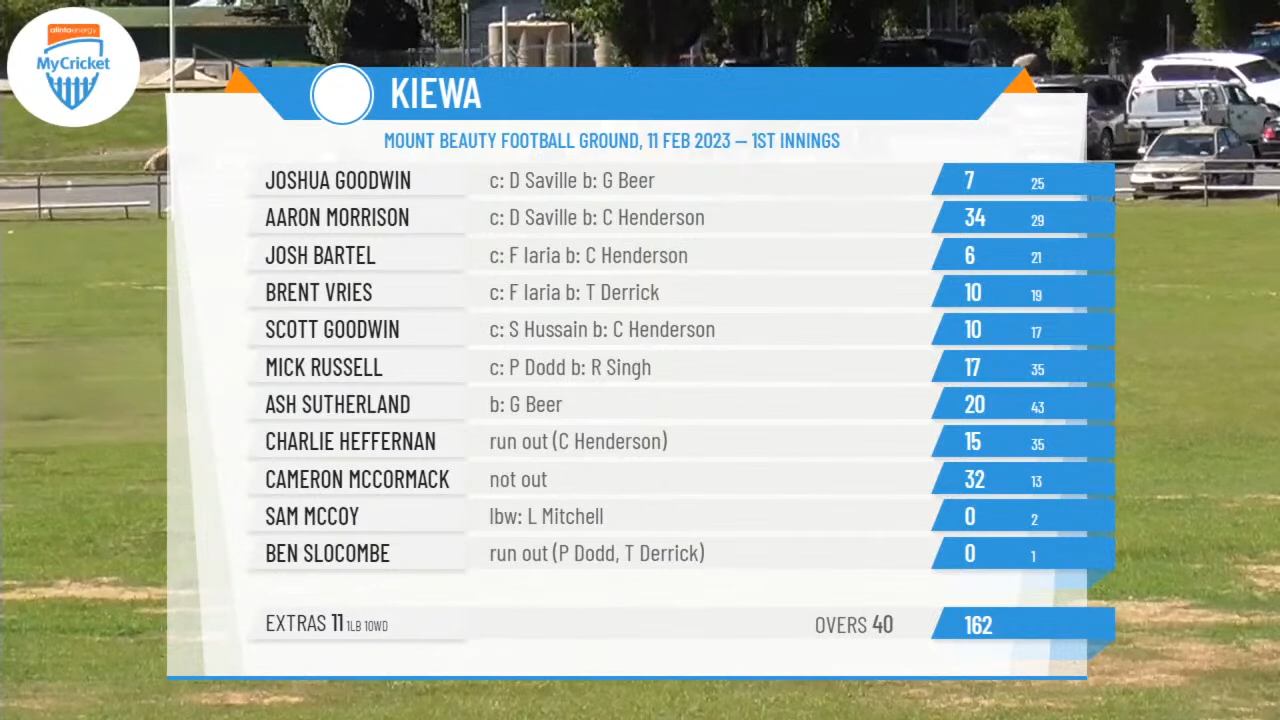 alintaenergy
MyCricket
KIEWA
MOUNT BEAUTY FOOTBALL GROUND, 11 FEB 2023 – 1ST INNINGS
JOSHUA GOODWIN c: D Saville b: G Beer 7 25
AARON MORRISON c: D Saville b: C Henderson 34 29
JOSH BARTEL c: F Iaria b: C Henderson 6 21
BRENT VRIES c: F Iaria b: T Derrick 10 19
SCOTT GOODWIN c: S Hussain b: C Henderson 10 17
MICK RUSSELL c: P Dodd b: R Singh 17 35
ASH SUTHERLAND b: G Beer 20 43
CHARLIE HEFFERNAN run out (C Henderson) 15 35
CAMERON MCCORMACK not out 32 13
SAM MCCOY lbw: L Mitchell 0 2
BEN SLOCOMBE run out (P Dodd, T Derrick) 0 1
EXTRAS 11 1LB 10WD OVERS 40 162